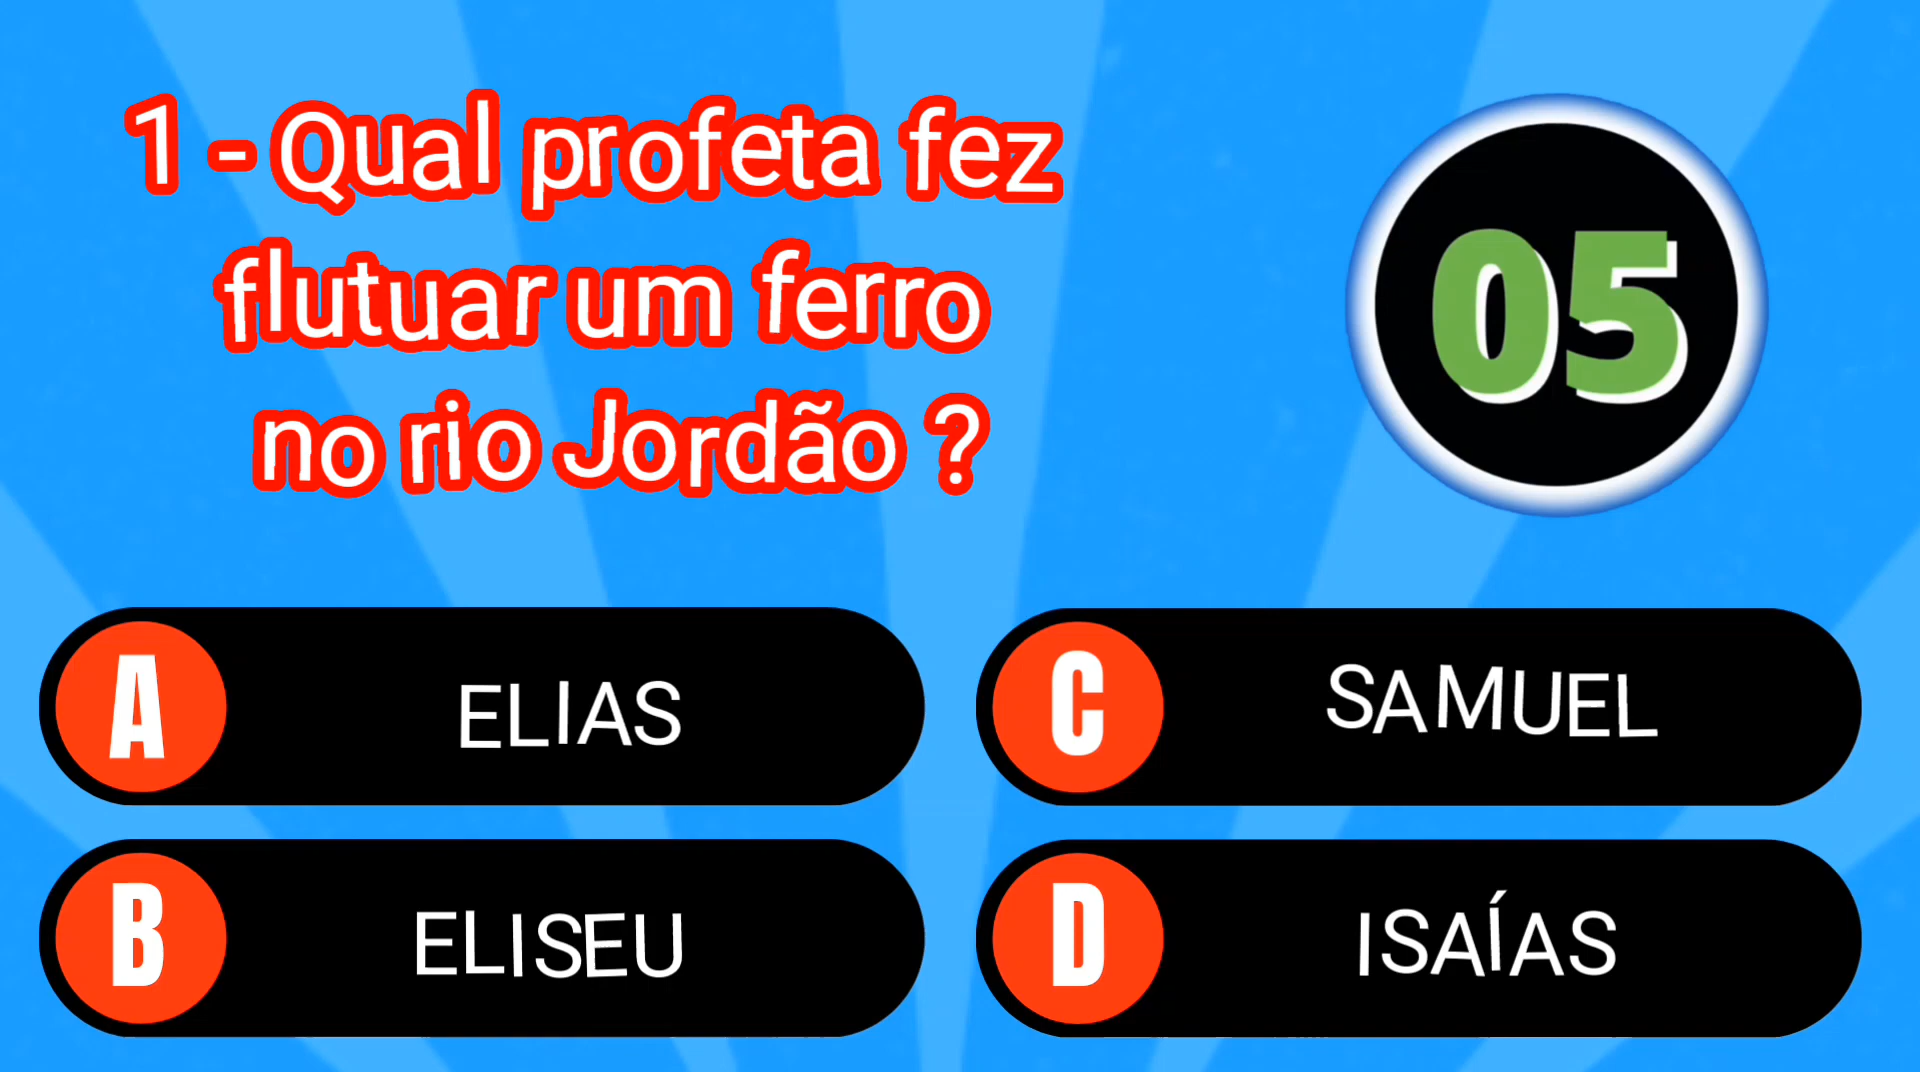 1 - Qual profeta fez
flutuar um ferro
no rio Jordão ?
05
A ELIAS
C SAMUEL
B ELISEU
D ISAÍAS